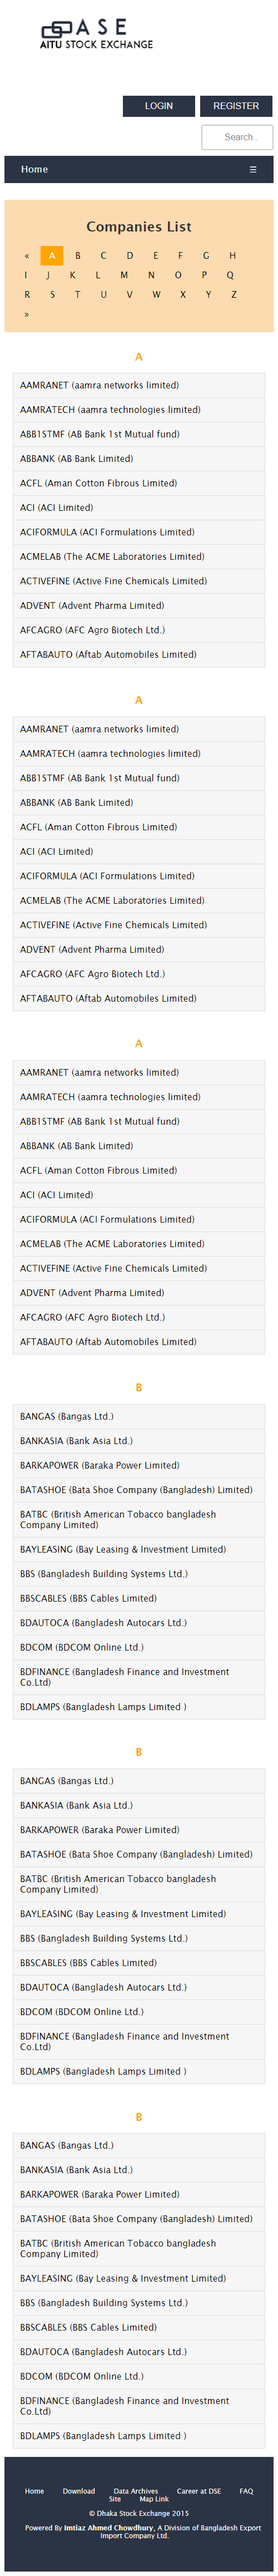 ASE
AITU STOCK EXCHANGE
LOGIN REGISTER
Search..
Home ☰
Companies List
« A B C D E F G H
I J K L M N O P Q
R S T U V W X Y Z
»
A
AAMRANET (aamra networks limited)
AAMRATECH (aamra technologies limited)
ABB1STMF (AB Bank 1st Mutual fund)
ABBANK (AB Bank Limited)
ACFL (Aman Cotton Fibrous Limited)
ACI (ACI Limited)
ACIFORMULA (ACI Formulations Limited)
ACMELAB (The ACME Laboratories Limited)
ACTIVEFINE (Active Fine Chemicals Limited)
ADVENT (Advent Pharma Limited)
AFCAGRO (AFC Agro Biotech Ltd.)
AFTABAUTO (Aftab Automobiles Limited)
A
AAMRANET (aamra networks limited)
AAMRATECH (aamra technologies limited)
ABB1STMF (AB Bank 1st Mutual fund)
ABBANK (AB Bank Limited)
ACFL (Aman Cotton Fibrous Limited)
ACI (ACI Limited)
ACIFORMULA (ACI Formulations Limited)
ACMELAB (The ACME Laboratories Limited)
ACTIVEFINE (Active Fine Chemicals Limited)
ADVENT (Advent Pharma Limited)
AFCAGRO (AFC Agro Biotech Ltd.)
AFTABAUTO (Aftab Automobiles Limited)
A
AAMRANET (aamra networks limited)
AAMRATECH (aamra technologies limited)
ABB1STMF (AB Bank 1st Mutual fund)
ABBANK (AB Bank Limited)
ACFL (Aman Cotton Fibrous Limited)
ACI (ACI Limited)
ACIFORMULA (ACI Formulations Limited)
ACMELAB (The ACME Laboratories Limited)
ACTIVEFINE (Active Fine Chemicals Limited)
ADVENT (Advent Pharma Limited)
AFCAGRO (AFC Agro Biotech Ltd.)
AFTABAUTO (Aftab Automobiles Limited)
B
BANGAS (Bangas Ltd.)
BANKASIA (Bank Asia Ltd.)
BARKAPOWER (Baraka Power Limited)
BATASHOE (Bata Shoe Company (Bangladesh) Limited)
BATBC (British American Tobacco bangladesh
Company Limited)
BAYLEASING (Bay Leasing & Investment Limited)
BBS (Bangladesh Building Systems Ltd.)
BBSCABLES (BBS Cables Limited)
BDAUTOCA (Bangladesh Autocars Ltd.)
BDCOM (BDCOM Online Ltd.)
BDFINANCE (Bangladesh Finance and Investment
Co.Ltd)
BDLAMPS (Bangladesh Lamps Limited )
B
BANGAS (Bangas Ltd.)
BANKASIA (Bank Asia Ltd.)
BARKAPOWER (Baraka Power Limited)
BATASHOE (Bata Shoe Company (Bangladesh) Limited)
BATBC (British American Tobacco bangladesh
Company Limited)
BAYLEASING (Bay Leasing & Investment Limited)
BBS (Bangladesh Building Systems Ltd.)
BBSCABLES (BBS Cables Limited)
BDAUTOCA (Bangladesh Autocars Ltd.)
BDCOM (BDCOM Online Ltd.)
BDFINANCE (Bangladesh Finance and Investment
Co.Ltd)
BDLAMPS (Bangladesh Lamps Limited )
B
BANGAS (Bangas Ltd.)
BANKASIA (Bank Asia Ltd.)
BARKAPOWER (Baraka Power Limited)
BATASHOE (Bata Shoe Company (Bangladesh) Limited)
BATBC (British American Tobacco bangladesh
Company Limited)
BAYLEASING (Bay Leasing & Investment Limited)
BBS (Bangladesh Building Systems Ltd.)
BBSCABLES (BBS Cables Limited)
BDAUTOCA (Bangladesh Autocars Ltd.)
BDCOM (BDCOM Online Ltd.)
BDFINANCE (Bangladesh Finance and Investment
Co.Ltd)
BDLAMPS (Bangladesh Lamps Limited )
Home Download Data Archives Career at DSE FAQ
Site Map Link
© Dhaka Stock Exchange 2015
Powered By Imtiaz Ahmed Chowdhury, A Division of Bangladesh Export
Import Company Ltd.